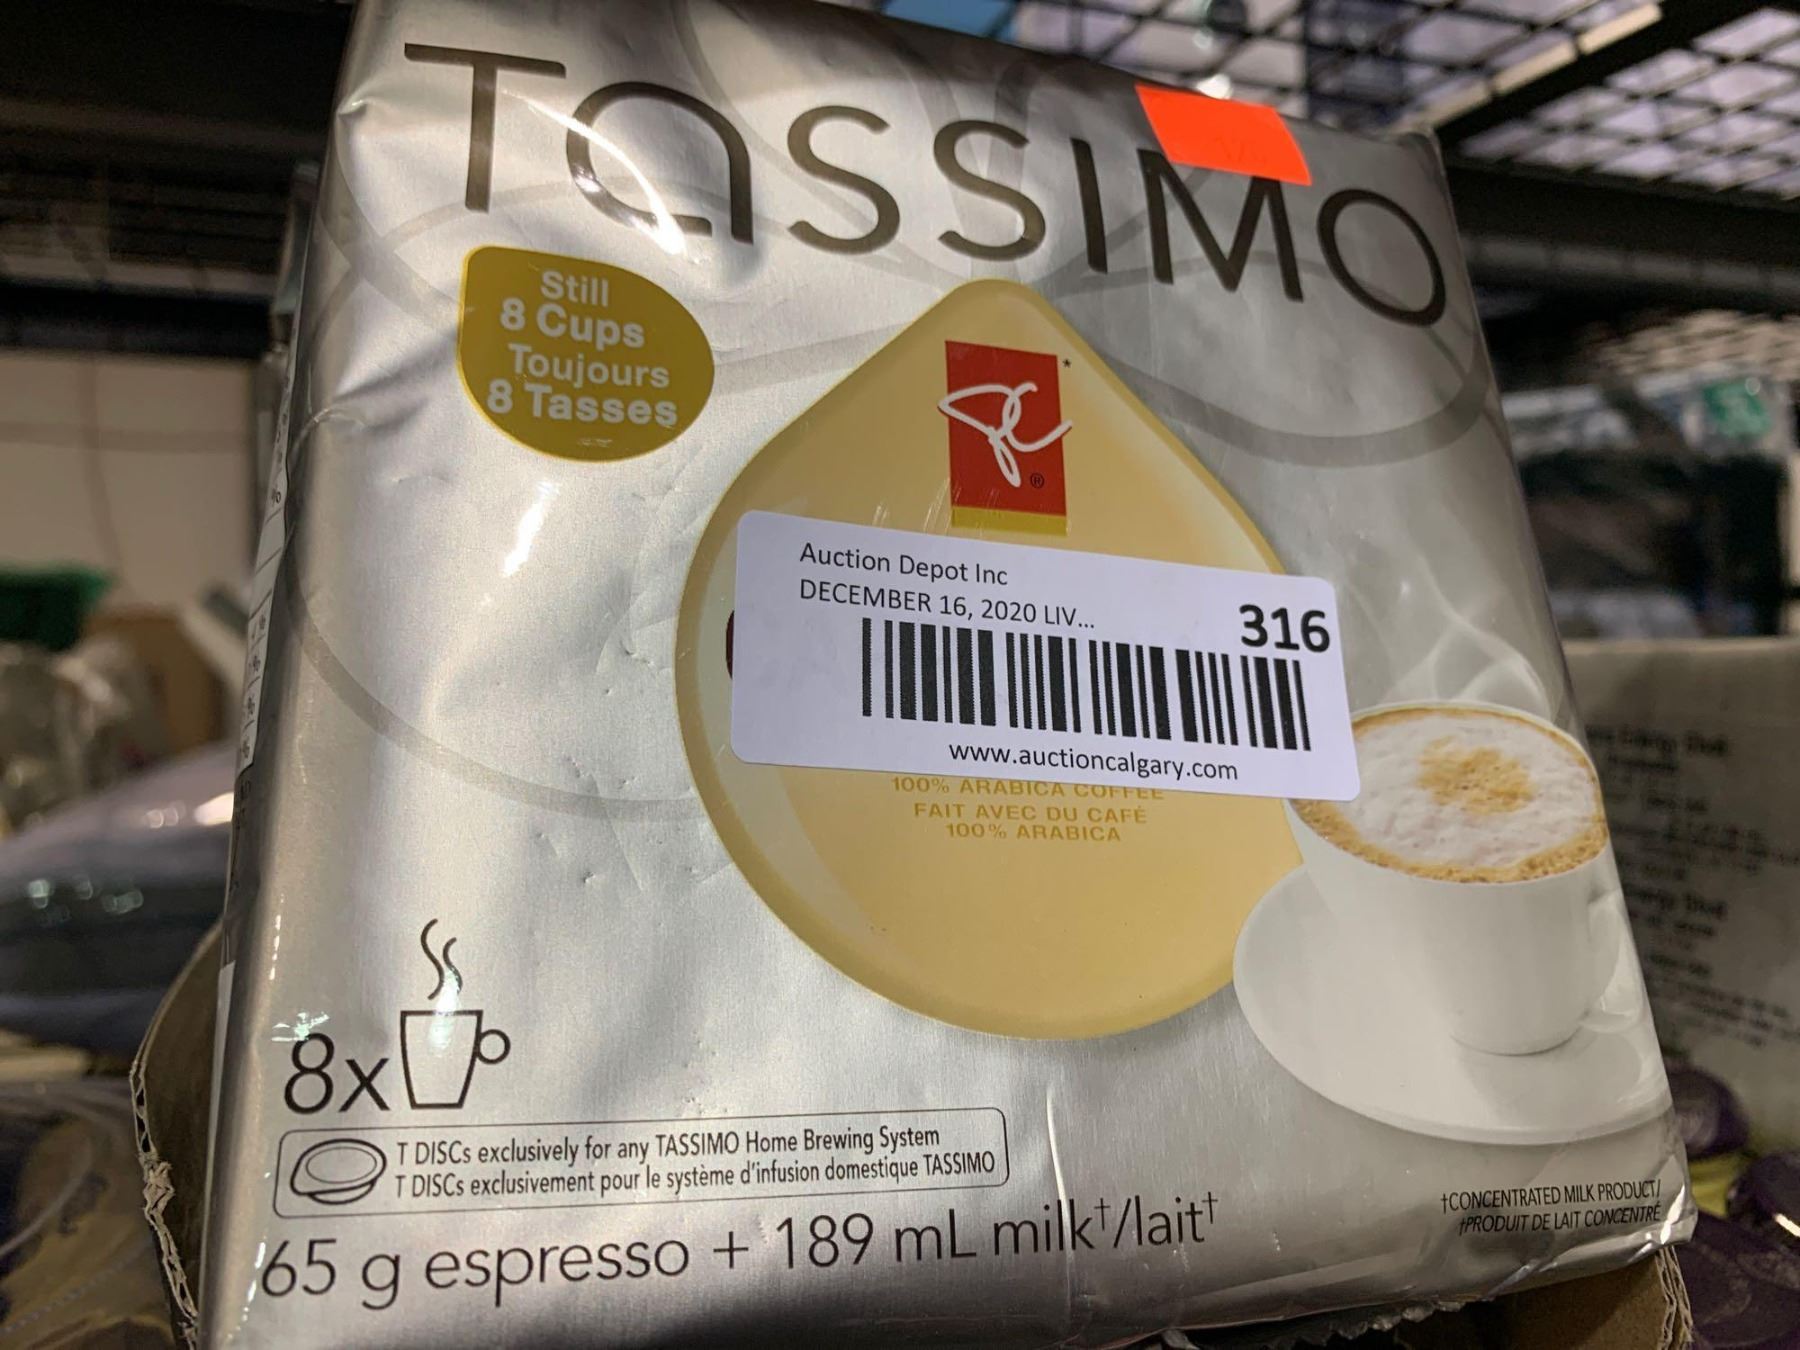 TASSIMO
Still
8 Cups
Toujours
8 Tasses
PC
®
Auction Depot Inc
DECEMBER 16, 2020 LIV...
316
www.auctioncalgary.com
100% ARABICA COFFEE
FAIT AVEC DU CAFÉ
100% ARABICA
8x
T DISCs exclusively for any TASSIMO Home Brewing System
T DISCs exclusivement pour le système d'infusion domestique TASSIMO
65 g espresso + 189 mL milk†/lait†
†CONCENTRATED MILK PRODUCT/
†PRODUIT DE LAIT CONCENTRÉ